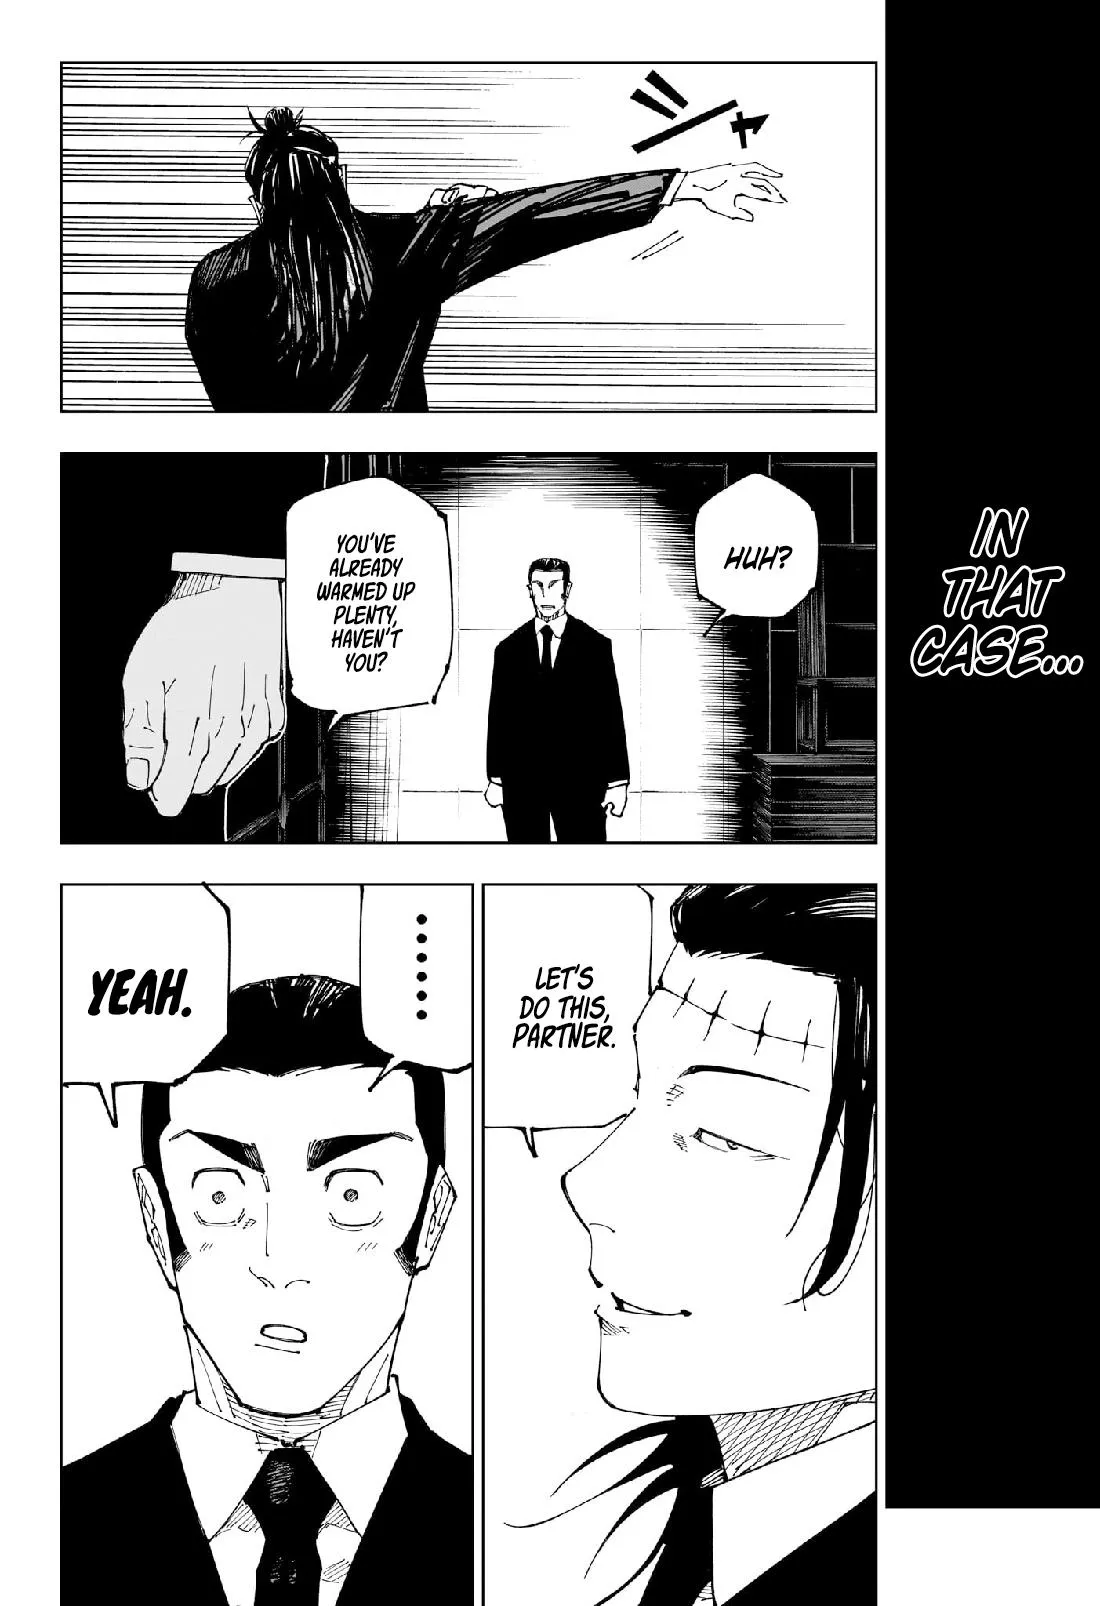 IN
THAT
CASE...
HUH?
YOU'VE
ALREADY
WARMED UP
PLENTY,
HAVEN'T
YOU?
LET'S
DO THIS,
PARTNER.
......
YEAH.